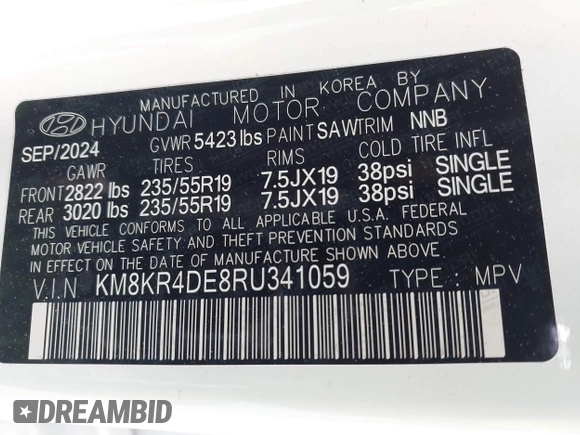 MANUFACTURED IN KOREA BY
HYUNDAI MOTOR COMPANY
SEP/2024 GVWR 5423 lbs PAINT SAW TRIM NNB
GAWR TIRES RIMS COLD TIRE INFL
FRONT 2822 lbs 235/55R19 7.5JX19 38psi SINGLE
REAR 3020 lbs 235/55R19 7.5JX19 38psi SINGLE
THIS VEHICLE CONFORMS TO ALL APPLICABLE U.S.A. FEDERAL
MOTOR VEHICLE SAFETY AND THEFT PREVENTION STANDARDS
IN EFFECT ON THE DATE OF MANUFACTURE SHOWN ABOVE.
V.I.N KM8KR4DE8RU341059 TYPE : MPV
DREAMBID